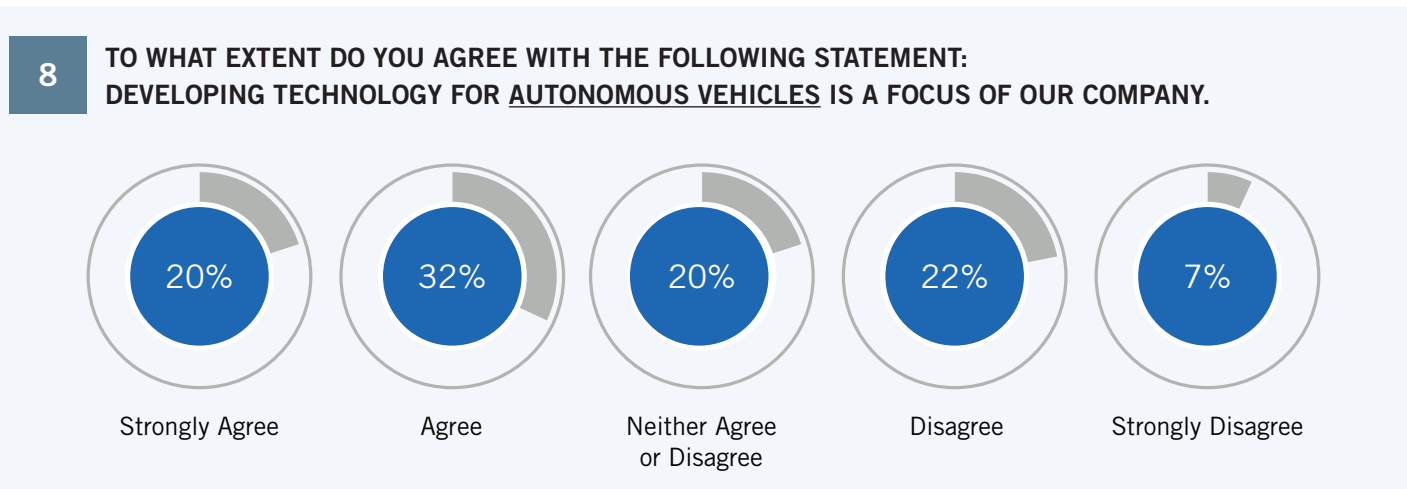 8
TO WHAT EXTENT DO YOU AGREE WITH THE FOLLOWING STATEMENT:
DEVELOPING TECHNOLOGY FOR AUTONOMOUS VEHICLES IS A FOCUS OF OUR COMPANY.
20%
32%
20%
22%
7%
Strongly Agree
Agree
Neither Agree
or Disagree
Disagree
Strongly Disagree